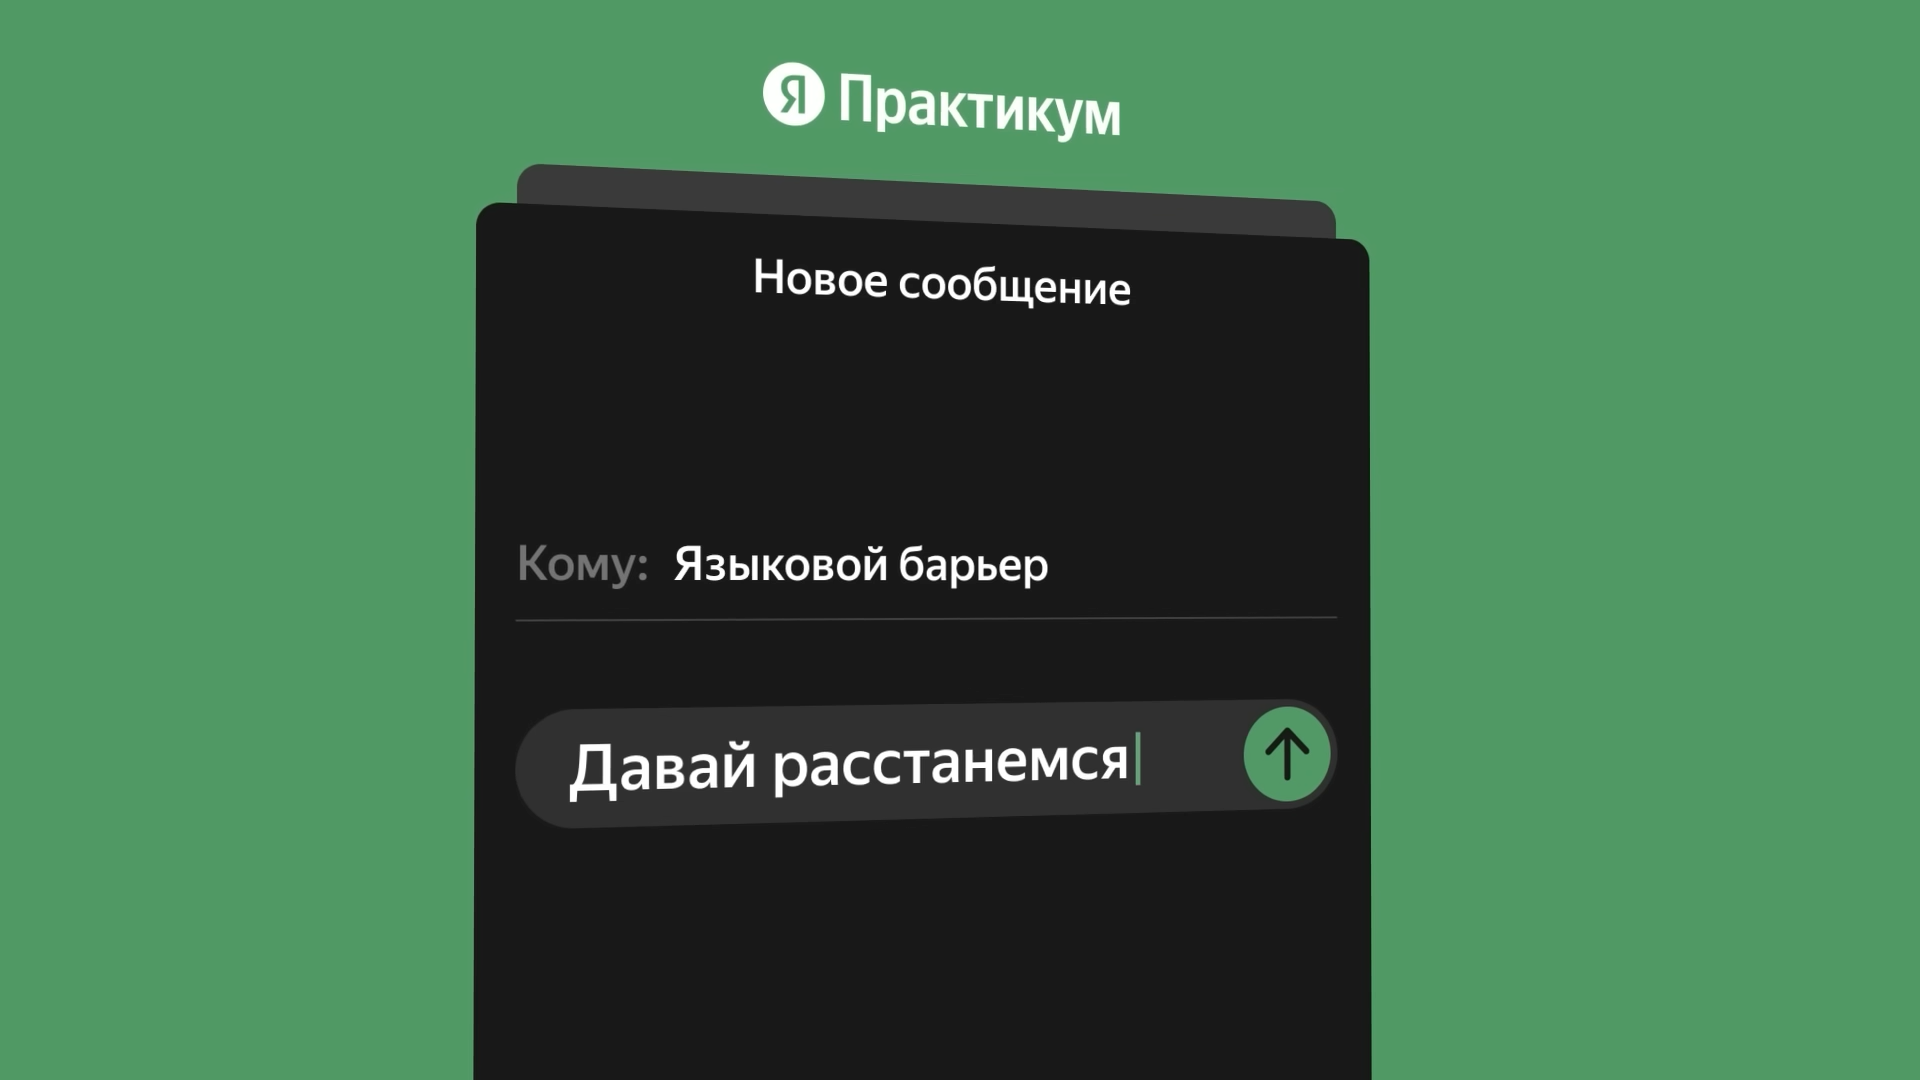 Я Практикум
Новое сообщение
Кому: Языковой барьер
Давай расстанемся